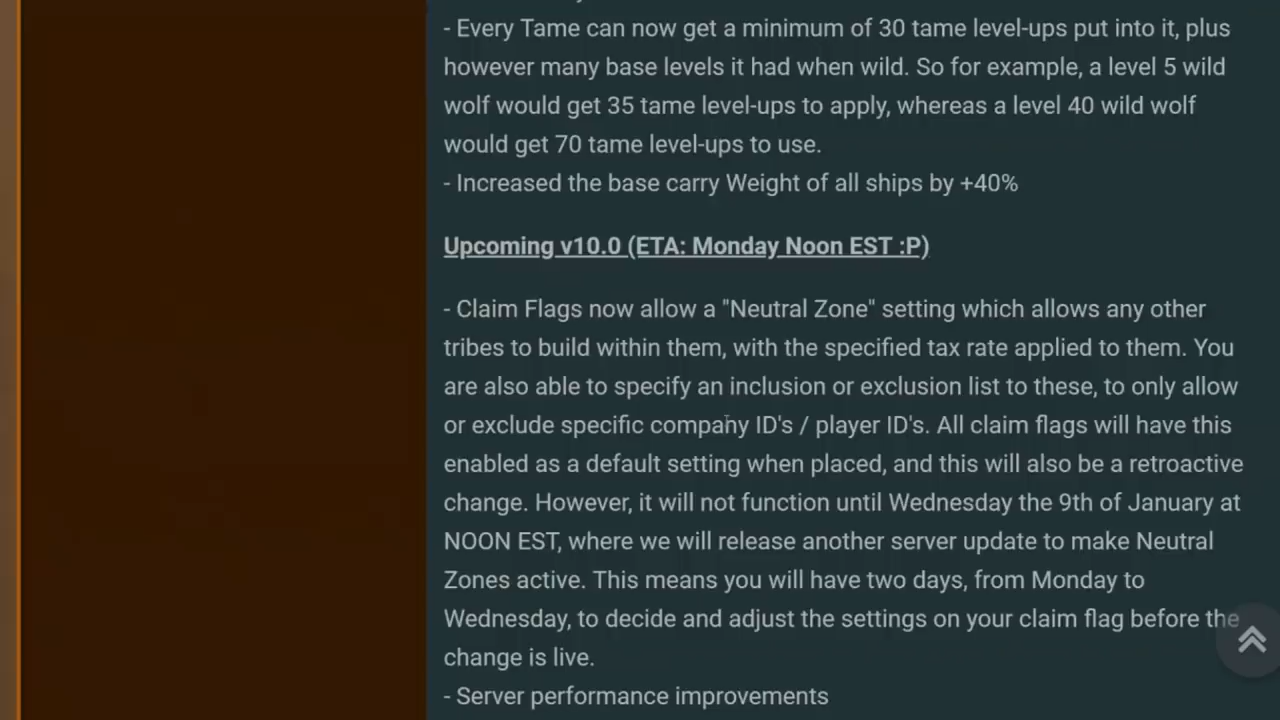 - Every Tame can now get a minimum of 30 tame level-ups put into it, plus
however many base levels it had when wild. So for example, a level 5 wild
wolf would get 35 tame level-ups to apply, whereas a level 40 wild wolf
would get 70 tame level-ups to use.
- Increased the base carry Weight of all ships by +40%
Upcoming v10.0 (ETA: Monday Noon EST :P)
- Claim Flags now allow a "Neutral Zone" setting which allows any other
tribes to build within them, with the specified tax rate applied to them. You
are also able to specify an inclusion or exclusion list to these, to only allow
or exclude specific company ID's / player ID's. All claim flags will have this
enabled as a default setting when placed, and this will also be a retroactive
change. However, it will not function until Wednesday the 9th of January at
NOON EST, where we will release another server update to make Neutral
Zones active. This means you will have two days, from Monday to
Wednesday, to decide and adjust the settings on your claim flag before the
change is live.
- Server performance improvements